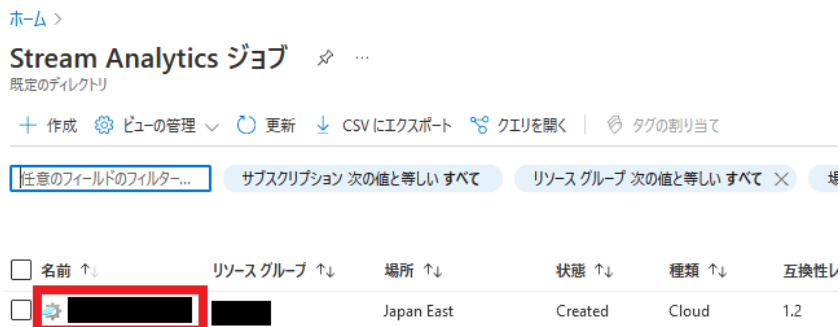 ホーム >
Stream Analytics ジョブ ...
既定のディレクトリ
+ 作成 ビューの管理 更新 CSV にエクスポート クエリを開く タグの割り当て
任意のフィールドのフィルター... サブスクリプション 次の値と等しい すべて リソース グループ 次の値と等しい すべて ×
名前 ↑↓ リソース グループ ↑↓ 場所 ↑↓ 状態 ↑↓ 種類 ↑↓ 互換性レ
Japan East Created Cloud 1.2